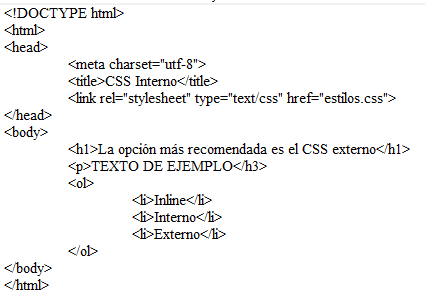 <!DOCTYPE html>
<html>
<head>
<meta charset="utf-8">
<title>CSS Interno</title>
<link rel="stylesheet" type="text/css" href="estilos.css">
</head>
<body>
<h1>La opción más recomendada es el CSS externo</h1>
<p>TEXTO DE EJEMPLO</h3>
<ol>
<li>Inline</li>
<li>Interno</li>
<li>Externo</li>
</ol>
</body>
</html>